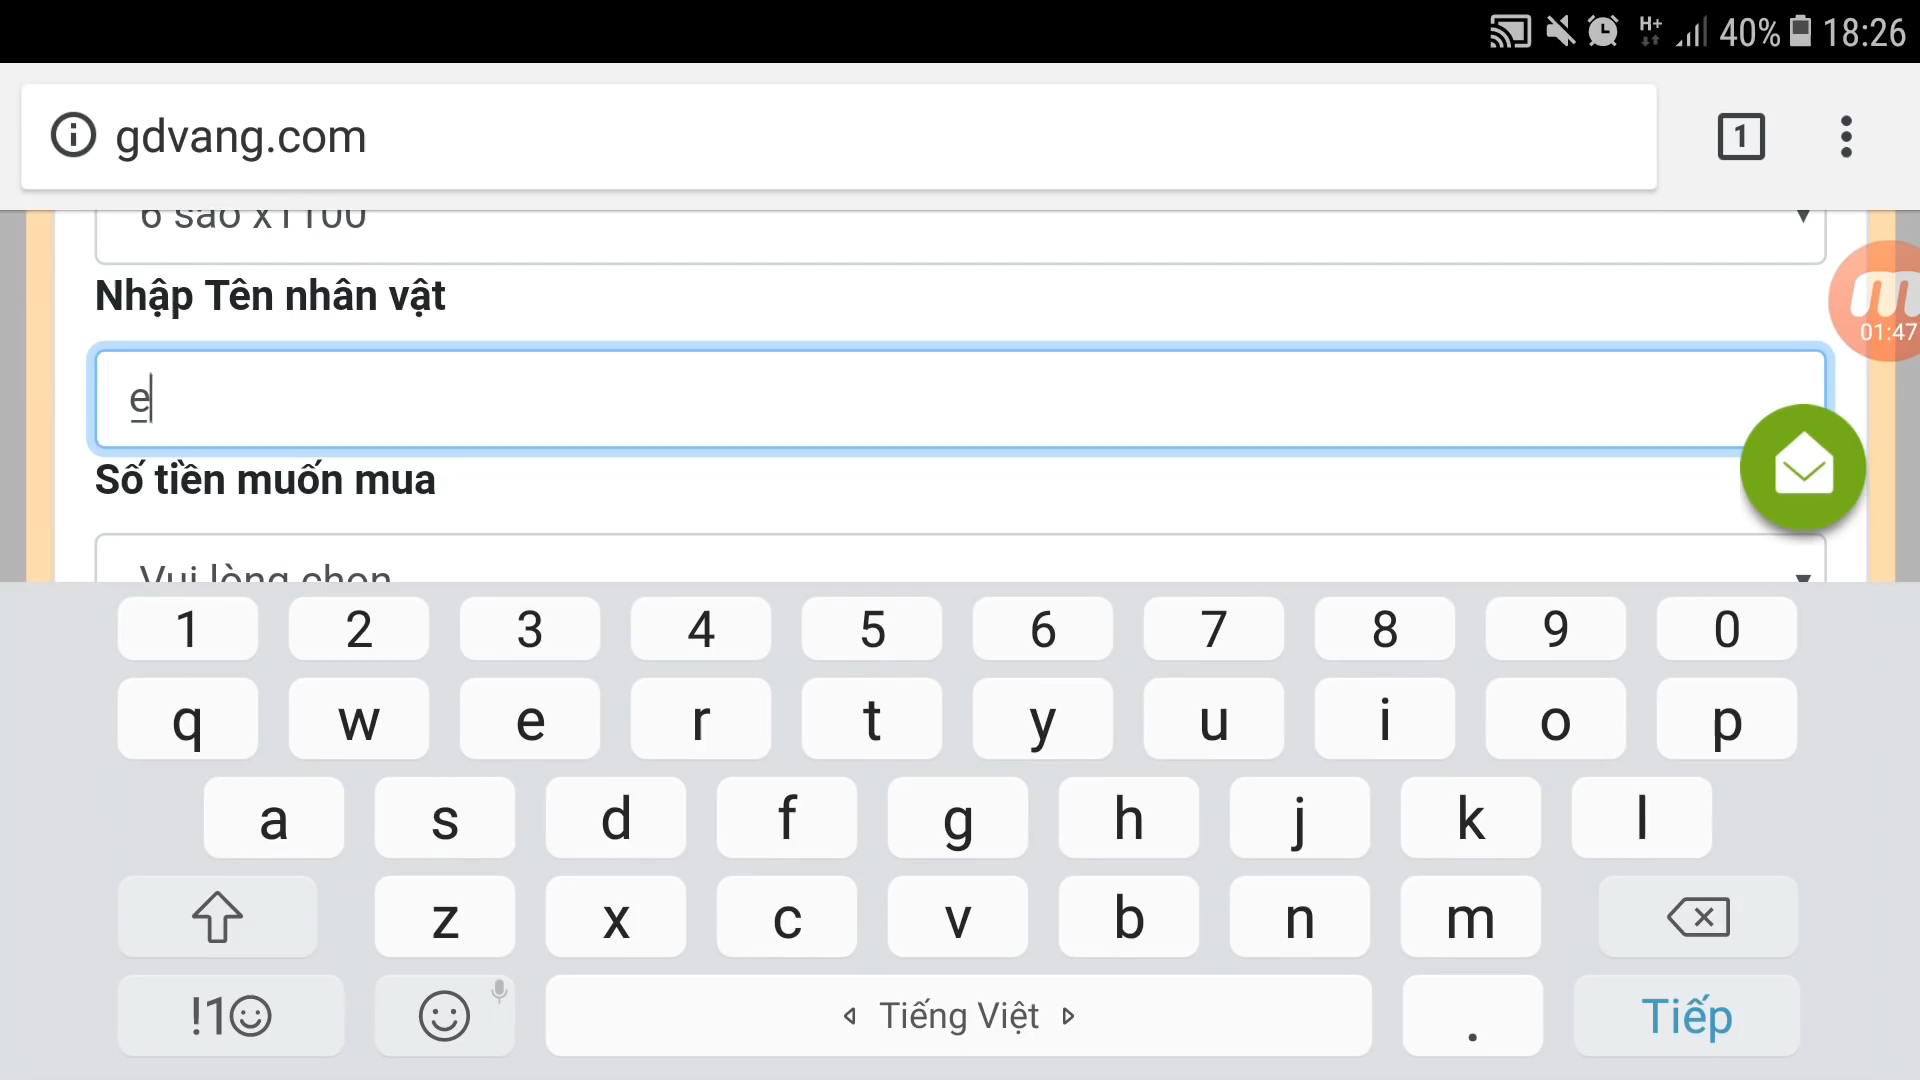 H+ 40% 18:26
gdvang.com 1
6 sao x1100
Nhập Tên nhân vật
01:47
e
Số tiền muốn mua
Vui lòng chọn
1 2 3 4 5 6 7 8 9 0
q w e r t y u i o p
a s d f g h j k l
z x c v b n m
!1☺ Tiếng Việt . Tiếp